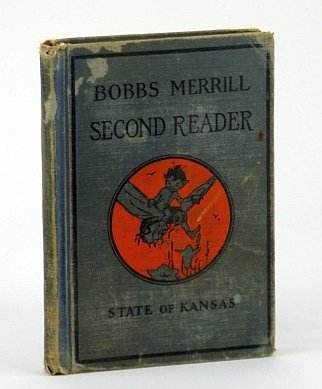 BOBBS MERRILL
SECOND READER
STATE OF KANSAS